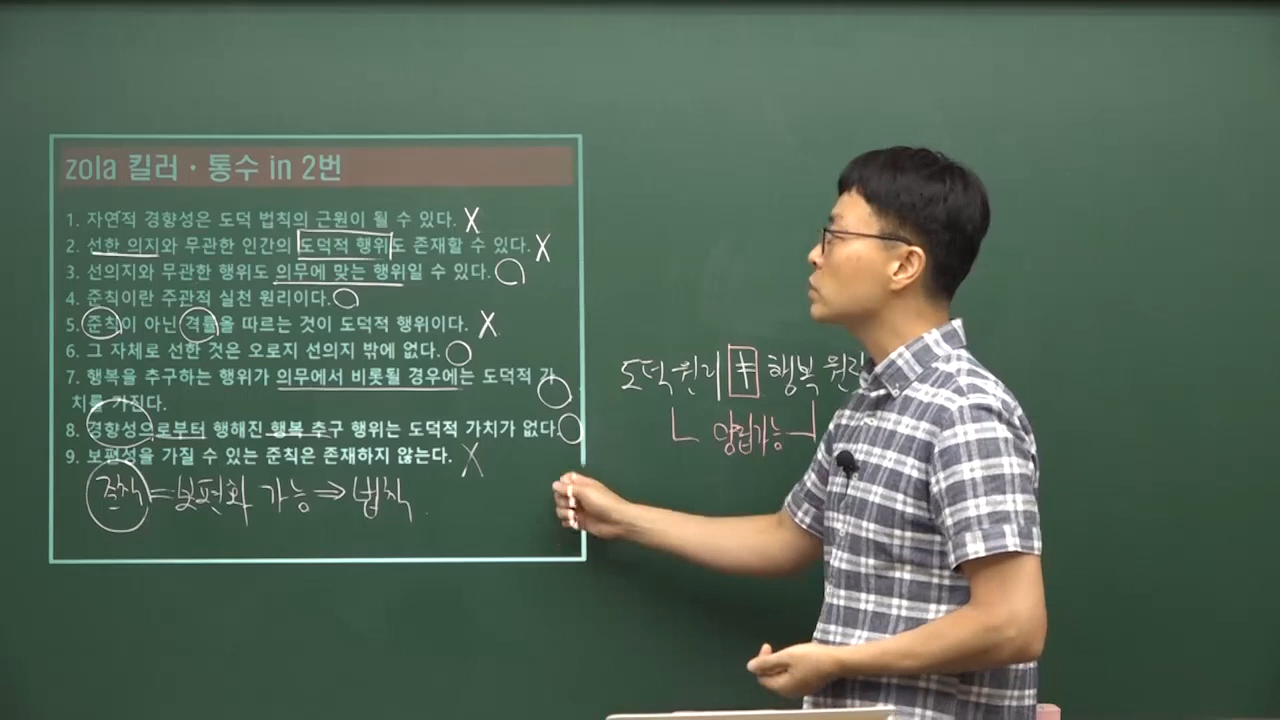 zola 킬러·통수 in 2번
1. 자연적 경향성은 도덕 법칙의 근원이 될 수 있다. X
2. 선한 의지와 무관한 인간의 도덕적 행위도 존재할 수 있다. X
3. 선의지와 무관한 행위도 의무에 맞는 행위일 수 있다. ○
4. 준칙이란 주관적 실천 원리이다. ○
5. 준칙이 아닌 격률을 따르는 것이 도덕적 행위이다. X
6. 그 자체로 선한 것은 오로지 선의지 밖에 없다. ○
7. 행복을 추구하는 행위가 의무에서 비롯될 경우에는 도덕적 가
치를 가진다. ○
8. 경향성으로부터 행해진 행복 추구 행위는 도덕적 가치가 없다. ○
9. 보편성을 가질 수 있는 준칙은 존재하지 않는다. X
준칙 = 보편화 가능 ⇒ 법칙
도덕 원리 ≠ 행복 원리
양립가능